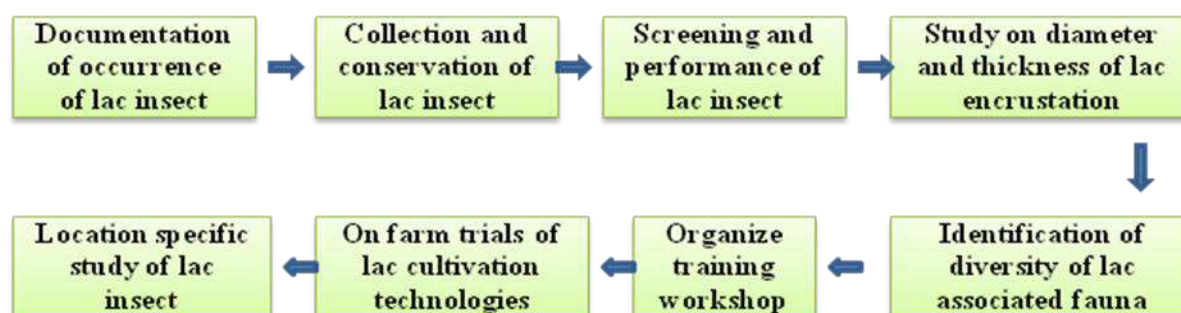 Documentation
of occurrence
of lac insect
Collection and
conservation of
lac insect
Screening and
performance of
lac insect
Study on diameter
and thickness of lac
encrustation
Identification of
diversity of lac
associated fauna
Organize
training
workshop
On farm trials of
lac cultivation
technologies
Location specific
study of lac
insect